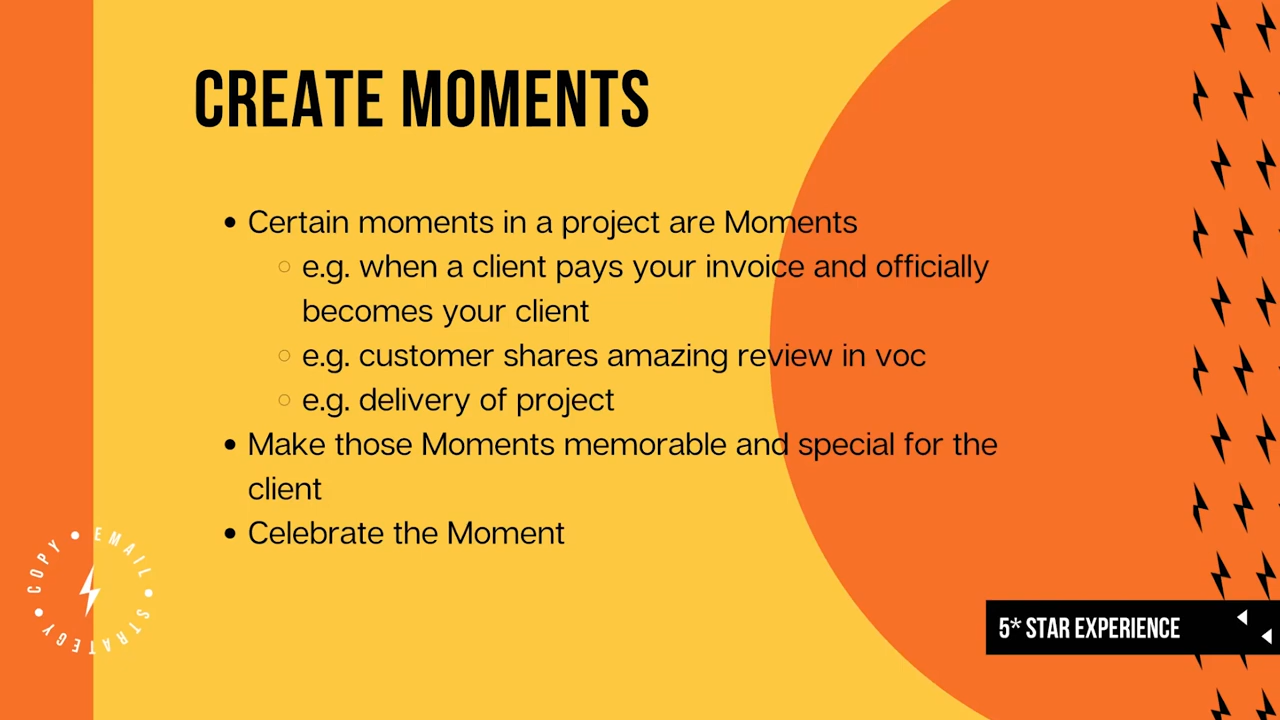 CREATE MOMENTS
• Certain moments in a project are Moments
○ e.g. when a client pays your invoice and officially
becomes your client
○ e.g. customer shares amazing review in voc
○ e.g. delivery of project
• Make those Moments memorable and special for the
client
• Celebrate the Moment
COPY • EMAIL • STRATEGY •
5* STAR EXPERIENCE